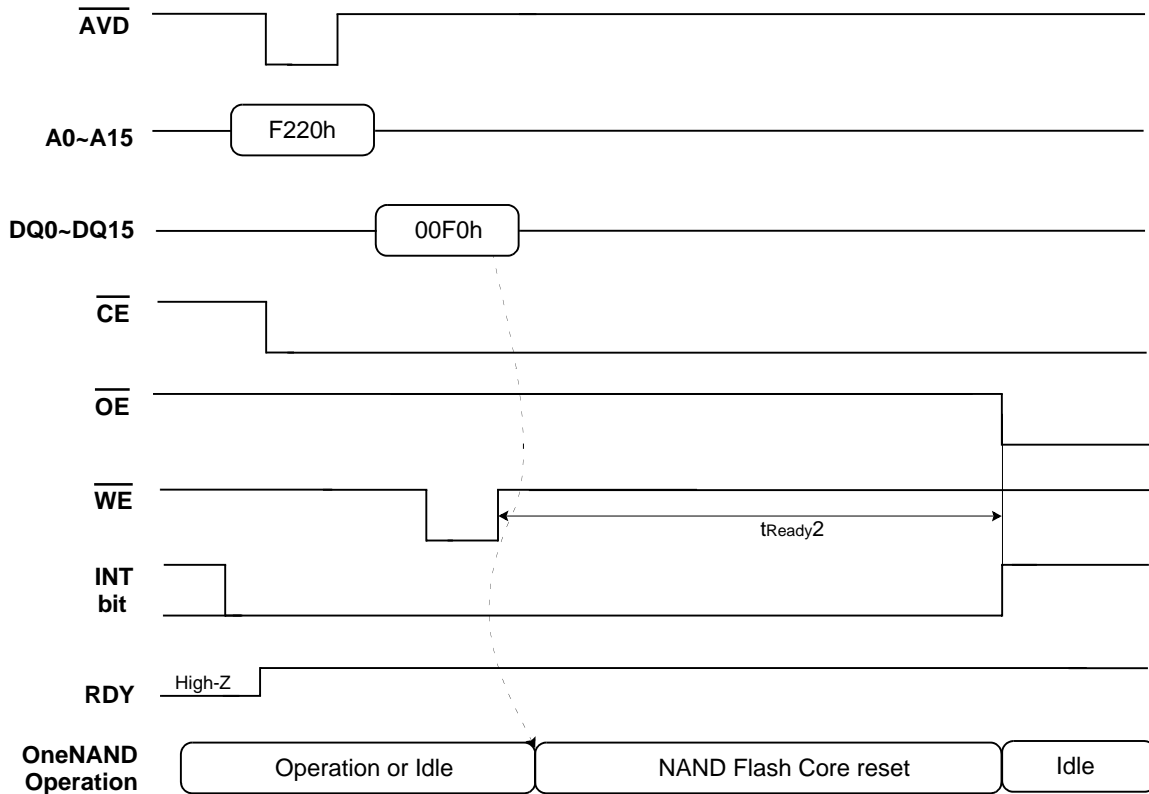 AVD
A0~A15
F220h
DQ0~DQ15
00F0h
CE
OE
WE
tReady2
INT
bit
RDY
High-Z
OneNAND
Operation
Operation or Idle
NAND Flash Core reset
Idle